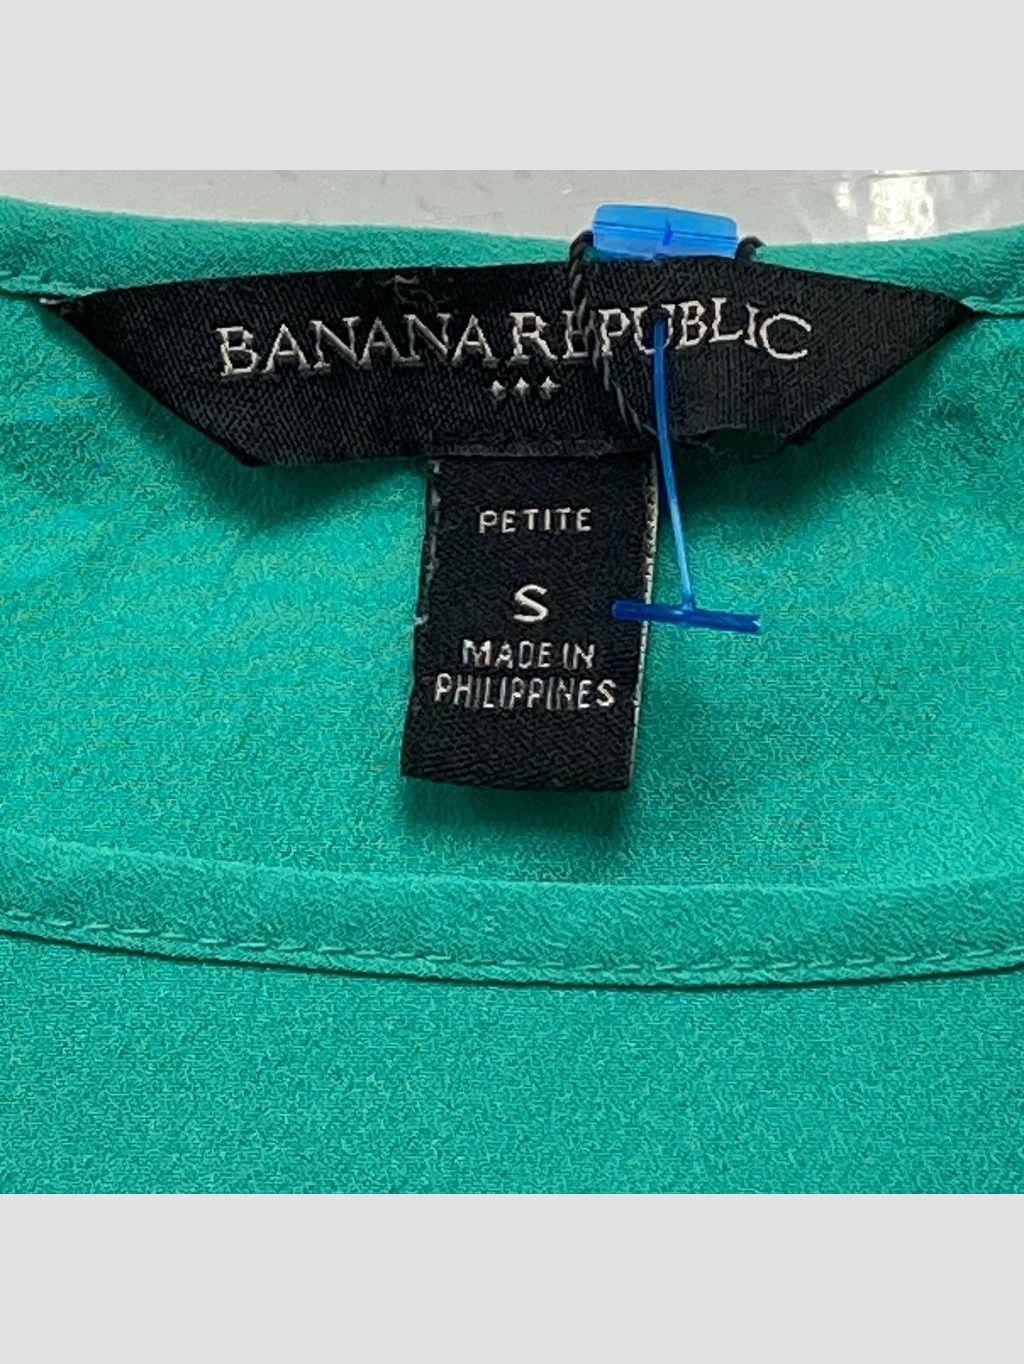 BANANA REPUBLIC
PETITE
S
MADE IN
PHILIPPINES